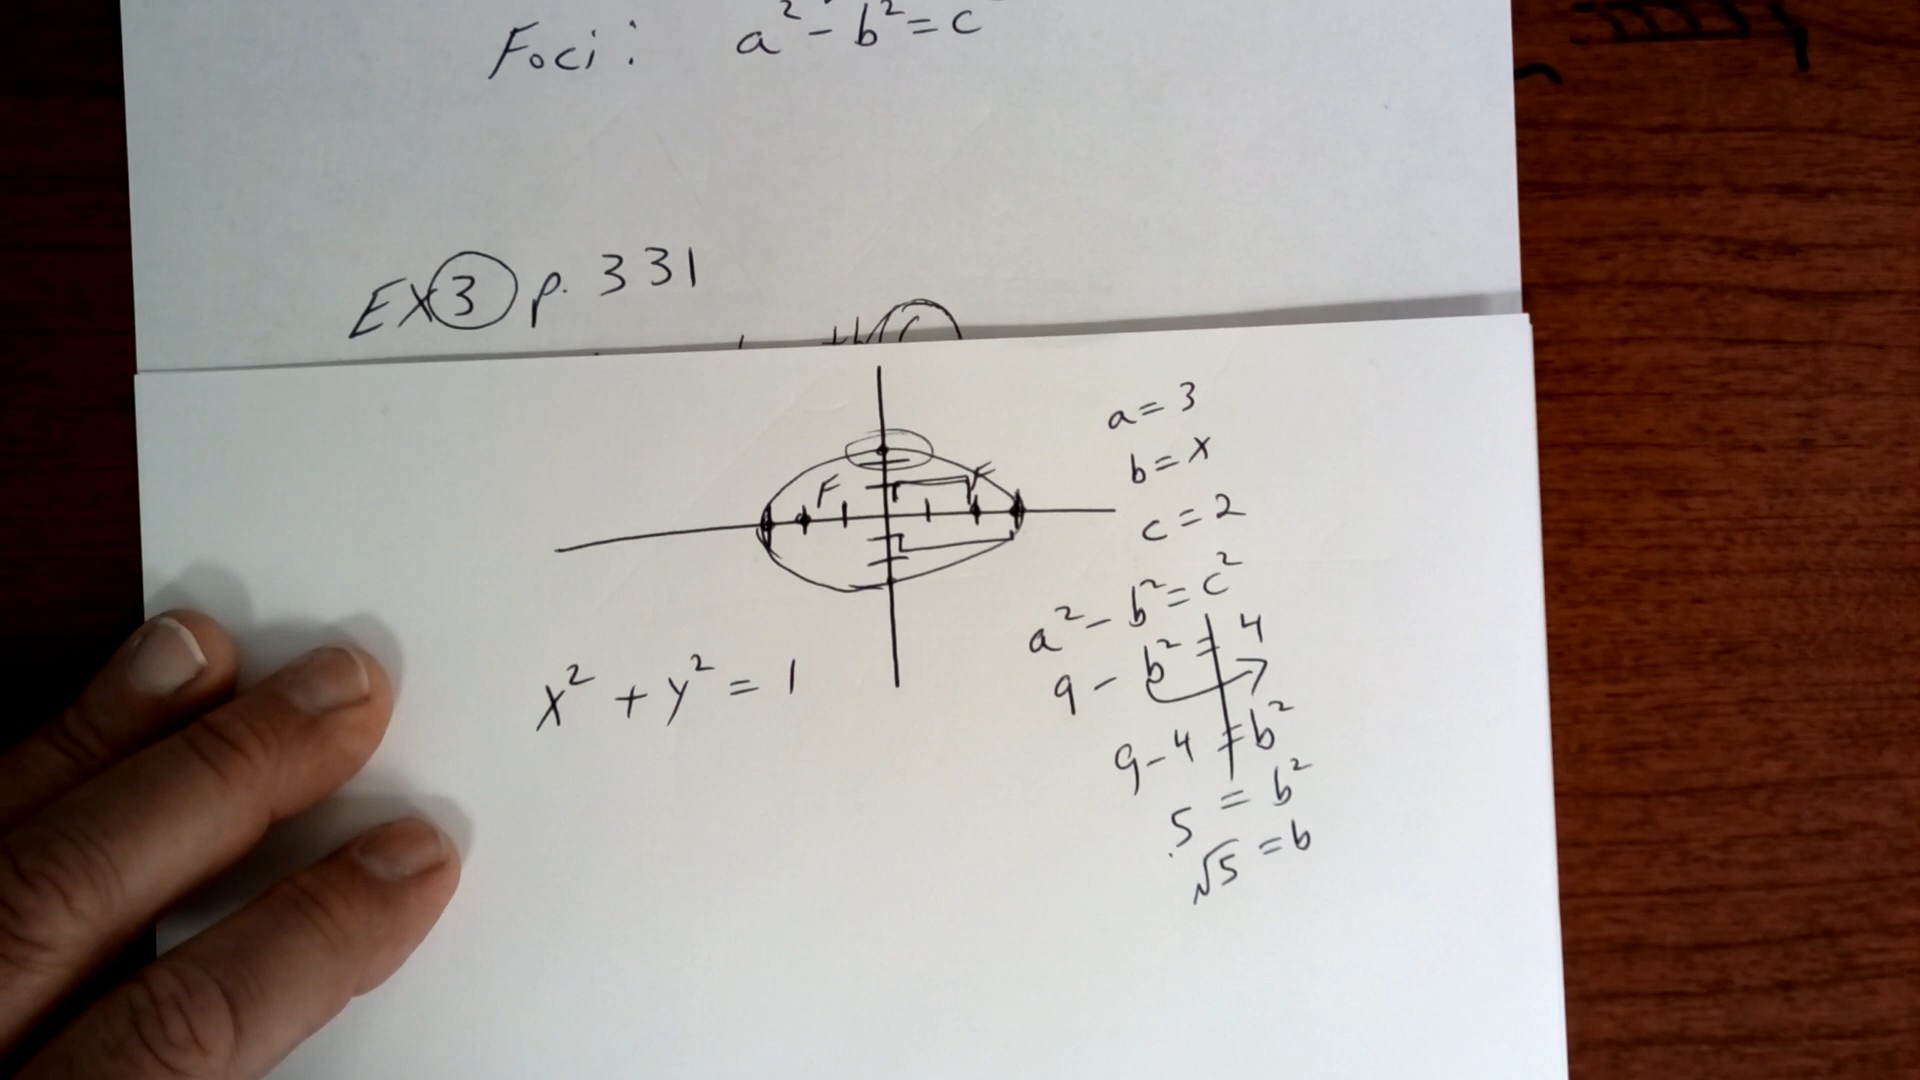 Foci: a² - b² = c
EX 3 p. 331
a = 3
b = x
c = 2
F F
a² - b² = c²
9 - b² = 4
x² + y² = 1
9 - 4 = b²
5 = b²
√5 = b